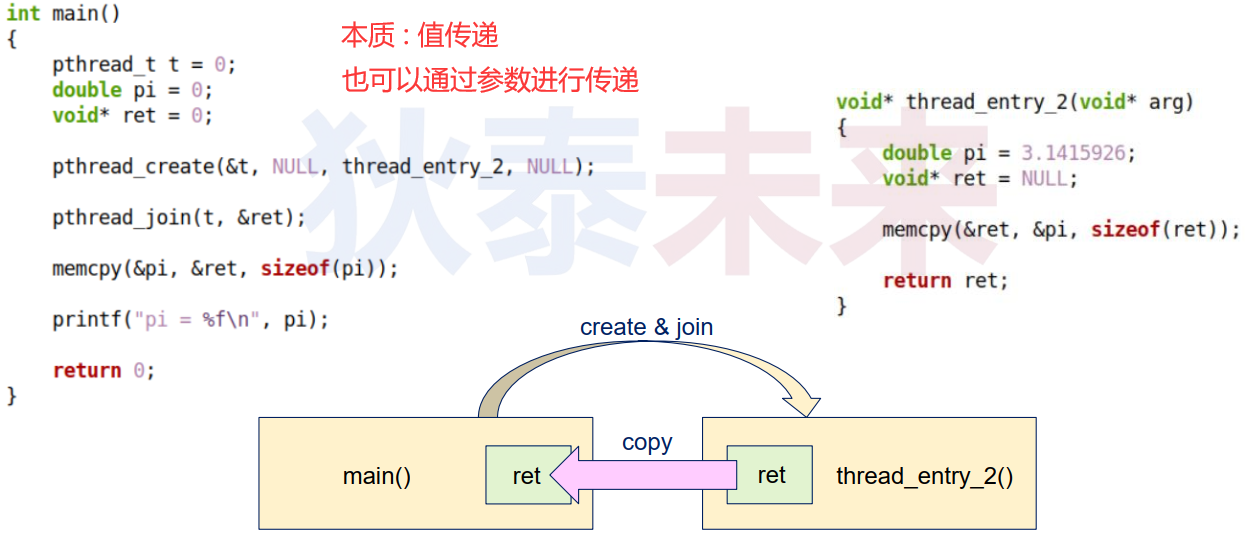 int main()
{
    pthread_t t = 0;
    double pi = 0;
    void* ret = 0;
    pthread_create(&t, NULL, thread_entry_2, NULL);
    pthread_join(t, &ret);
    memcpy(&pi, &ret, sizeof(pi));
    printf("pi = %f\n", pi);
    return 0;
}
本质 : 值传递
也可以通过参数进行传递
void* thread_entry_2(void* arg)
{
    double pi = 3.1415926;
    void* ret = NULL;
    memcpy(&ret, &pi, sizeof(ret));
    return ret;
}
狄泰未来
create & join
main()
ret
copy
ret
thread_entry_2()